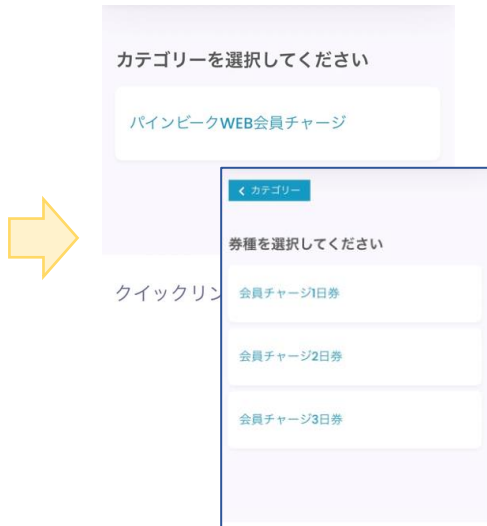 カテゴリーを選択してください
パインビークWEB会員チャージ
カテゴリー
券種を選択してください
クイックリン
会員チャージ1日券
会員チャージ2日券
会員チャージ3日券